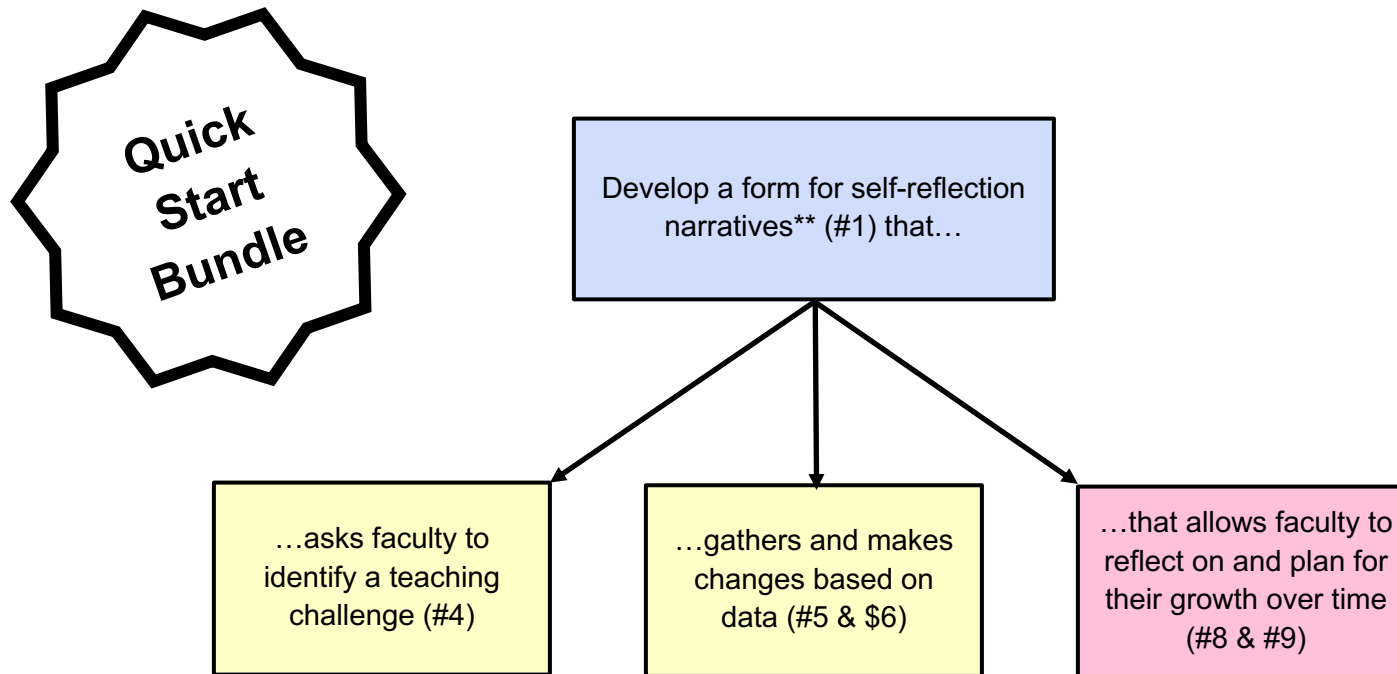 Quick
Start
Bundle
Develop a form for self-reflection
narratives** (#1) that…
…asks faculty to
identify a teaching
challenge (#4)
…gathers and makes
changes based on
data (#5 & $6)
…that allows faculty to
reflect on and plan for
their growth over time
(#8 & #9)